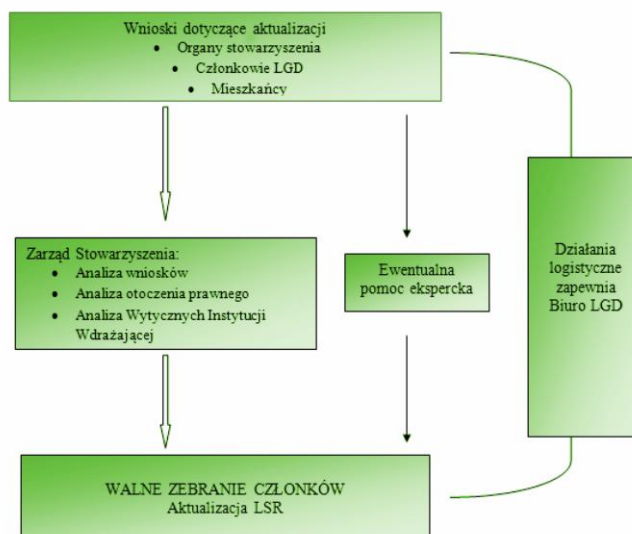 Wnioski dotyczące aktualizacji
• Organy stowarzyszenia
• Członkowie LGD
• Mieszkańcy
Zarząd Stowarzyszenia:
• Analiza wniosków
• Analiza otoczenia prawnego
• Analiza Wytycznych Instytucji
Wdrażającej
Ewentualna
pomoc ekspercka
Działania
logistyczne
zapewnia
Biuro LGD
WALNE ZEBRANIE CZŁONKÓW
Aktualizacja LSR